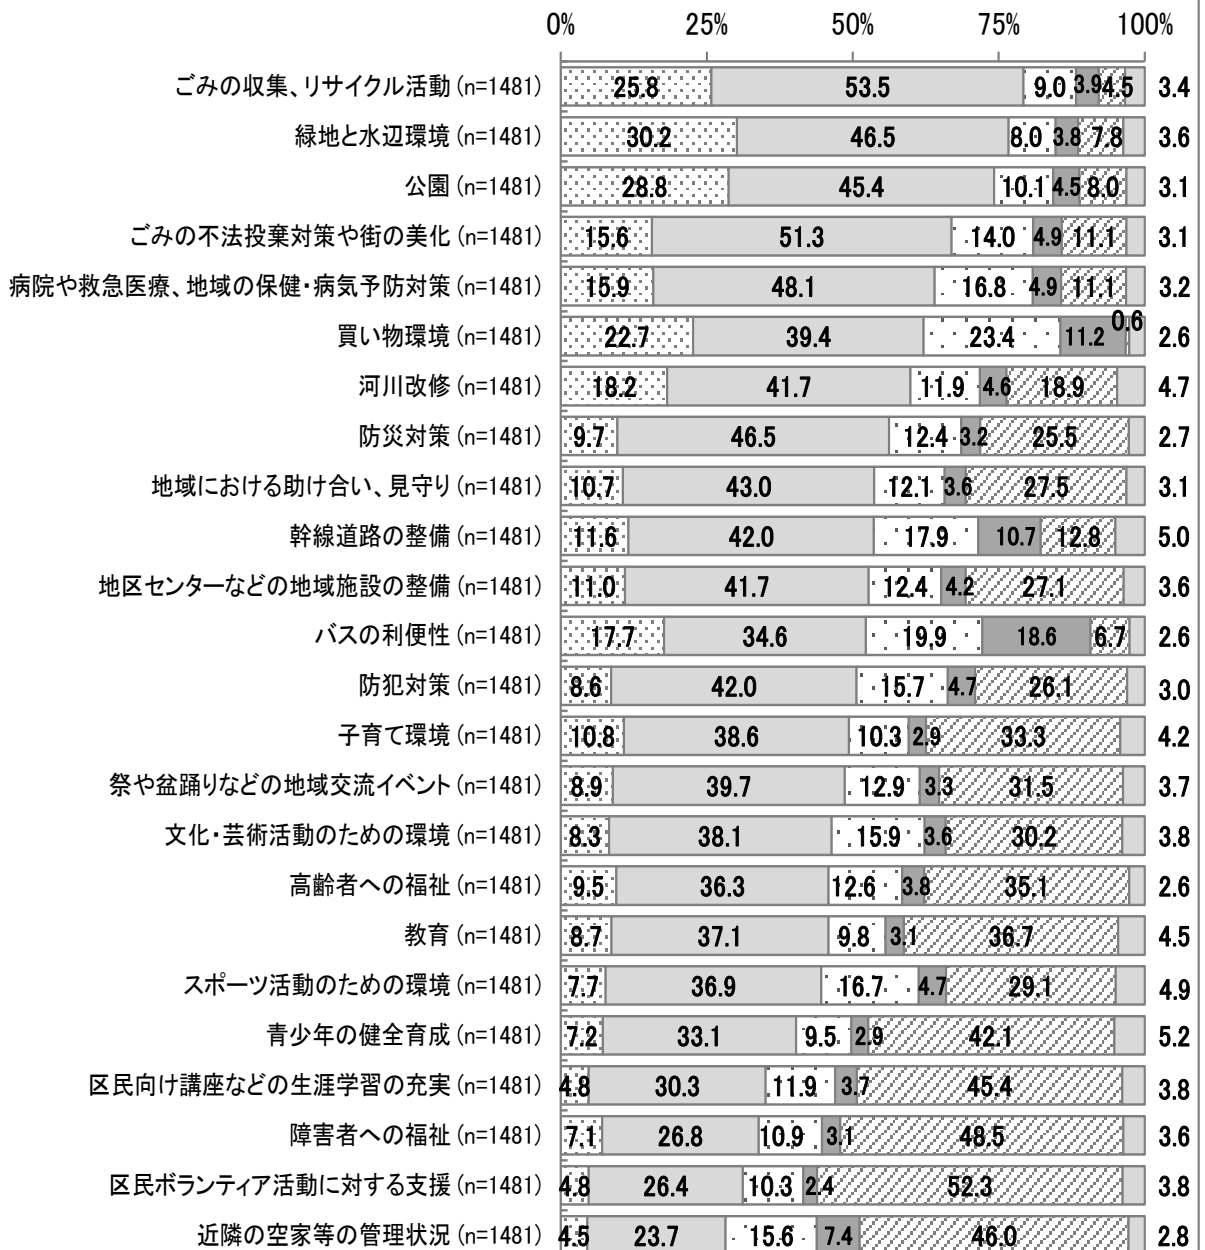 0% 25% 50% 75% 100%
ごみの収集、リサイクル活動 (n=1481) 25.8 53.5 9.0 3.9 4.5 3.4
緑地と水辺環境 (n=1481) 30.2 46.5 8.0 3.8 7.8 3.6
公園 (n=1481) 28.8 45.4 10.1 4.5 8.0 3.1
ごみの不法投棄対策や街の美化 (n=1481) 15.6 51.3 14.0 4.9 11.1 3.1
病院や救急医療、地域の保健・病気予防対策 (n=1481) 15.9 48.1 16.8 4.9 11.1 3.2
買い物環境 (n=1481) 22.7 39.4 23.4 11.2 0.6 2.6
河川改修 (n=1481) 18.2 41.7 11.9 4.6 18.9 4.7
防災対策 (n=1481) 9.7 46.5 12.4 3.2 25.5 2.7
地域における助け合い、見守り (n=1481) 10.7 43.0 12.1 3.6 27.5 3.1
幹線道路の整備 (n=1481) 11.6 42.0 17.9 10.7 12.8 5.0
地区センターなどの地域施設の整備 (n=1481) 11.0 41.7 12.4 4.2 27.1 3.6
バスの利便性 (n=1481) 17.7 34.6 19.9 18.6 6.7 2.6
防犯対策 (n=1481) 8.6 42.0 15.7 4.7 26.1 3.0
子育て環境 (n=1481) 10.8 38.6 10.3 2.9 33.3 4.2
祭や盆踊りなどの地域交流イベント (n=1481) 8.9 39.7 12.9 3.3 31.5 3.7
文化・芸術活動のための環境 (n=1481) 8.3 38.1 15.9 3.6 30.2 3.8
高齢者への福祉 (n=1481) 9.5 36.3 12.6 3.8 35.1 2.6
教育 (n=1481) 8.7 37.1 9.8 3.1 36.7 4.5
スポーツ活動のための環境 (n=1481) 7.7 36.9 16.7 4.7 29.1 4.9
青少年の健全育成 (n=1481) 7.2 33.1 9.5 2.9 42.1 5.2
区民向け講座などの生涯学習の充実 (n=1481) 4.8 30.3 11.9 3.7 45.4 3.8
障害者への福祉 (n=1481) 7.1 26.8 10.9 3.1 48.5 3.6
区民ボランティア活動に対する支援 (n=1481) 4.8 26.4 10.3 2.4 52.3 3.8
近隣の空家等の管理状況 (n=1481) 4.5 23.7 15.6 7.4 46.0 2.8